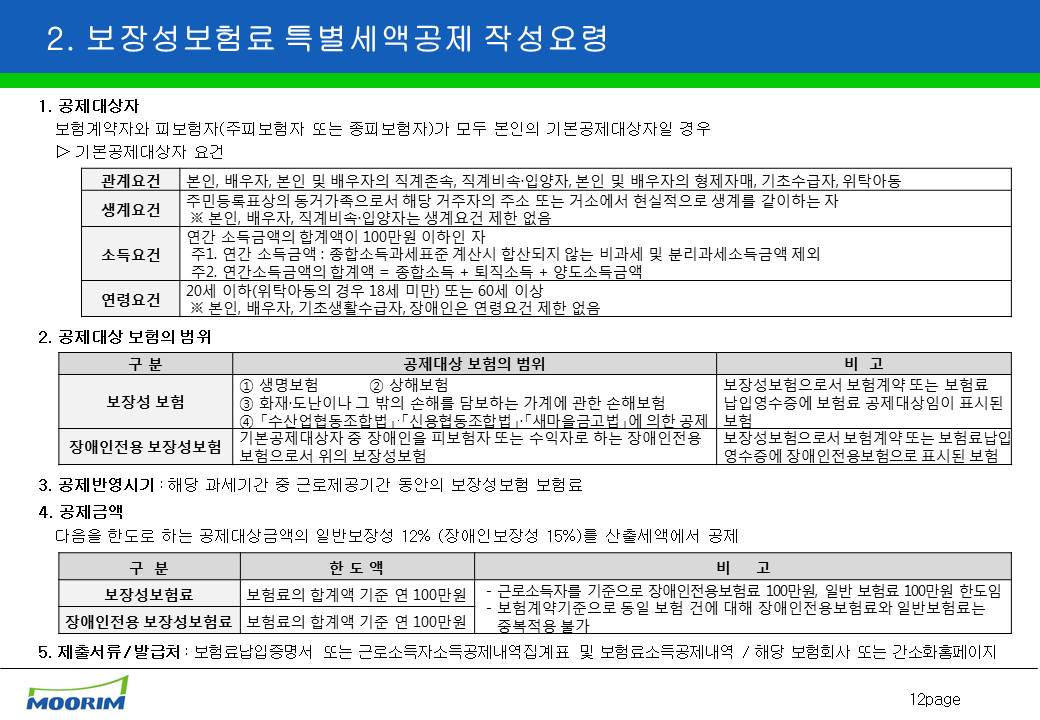 2. 보장성보험료 특별세액공제 작성요령
1. 공제대상자
보험계약자와 피보험자(주피보험자 또는 종피보험자)가 모두 본인의 기본공제대상자일 경우
▷ 기본공제대상자 요건
관계요건 본인, 배우자, 본인 및 배우자의 직계존속, 직계비속·입양자, 본인 및 배우자의 형제자매, 기초수급자, 위탁아동
생계요건
주민등록표상의 동거가족으로서 해당 거주자의 주소 또는 거소에서 현실적으로 생계를 같이하는 자
※ 본인, 배우자, 직계비속·입양자는 생계요건 제한 없음
소득요건
연간 소득금액의 합계액이 100만원 이하인 자
주1. 연간 소득금액 : 종합소득과세표준 계산시 합산되지 않는 비과세 및 분리과세소득금액 제외
주2. 연간소득금액의 합계액 = 종합소득 + 퇴직소득 + 양도소득금액
연령요건
20세 이하(위탁아동의 경우 18세 미만) 또는 60세 이상
※ 본인, 배우자, 기초생활수급자, 장애인은 연령요건 제한 없음
2. 공제대상 보험의 범위
구 분 공제대상 보험의 범위 비 고
보장성 보험
① 생명보험 ② 상해보험
③ 화재·도난이나 그 밖의 손해를 담보하는 가계에 관한 손해보험
④ 「수산업협동조합법」·「신용협동조합법」·「새마을금고법」에 의한 공제
보장성보험으로서 보험계약 또는 보험료
납입영수증에 보험료 공제대상임이 표시된
보험
장애인전용 보장성보험
기본공제대상자 중 장애인을 피보험자 또는 수익자로 하는 장애인전용
보험으로서 위의 보장성보험
보장성보험으로서 보험계약 또는 보험료납입
영수증에 장애인전용보험으로 표시된 보험
3. 공제반영시기 : 해당 과세기간 중 근로제공기간 동안의 보장성보험 보험료
4. 공제금액
다음을 한도로 하는 공제대상금액의 일반보장성 12% (장애인보장성 15%)를 산출세액에서 공제
구 분 한 도 액 비 고
보장성보험료 보험료의 합계액 기준 연 100만원
장애인전용 보장성보험료 보험료의 합계액 기준 연 100만원
- 근로소득자를 기준으로 장애인전용보험료 100만원, 일반 보험료 100만원 한도임
- 보험계약기준으로 동일 보험 건에 대해 장애인전용보험료와 일반보험료는
중복적용 불가
5. 제출서류/발급처 : 보험료납입증명서 또는 근로소득자소득공제내역집계표 및 보험료소득공제내역 / 해당 보험회사 또는 간소화홈페이지
MOORIM
12page